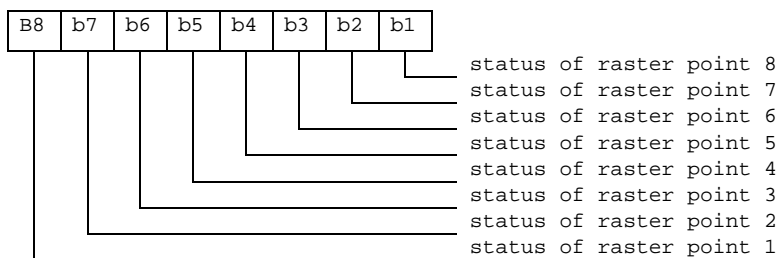 B8 b7 b6 b5 b4 b3 b2 b1
status of raster point 8
status of raster point 7
status of raster point 6
status of raster point 5
status of raster point 4
status of raster point 3
status of raster point 2
status of raster point 1